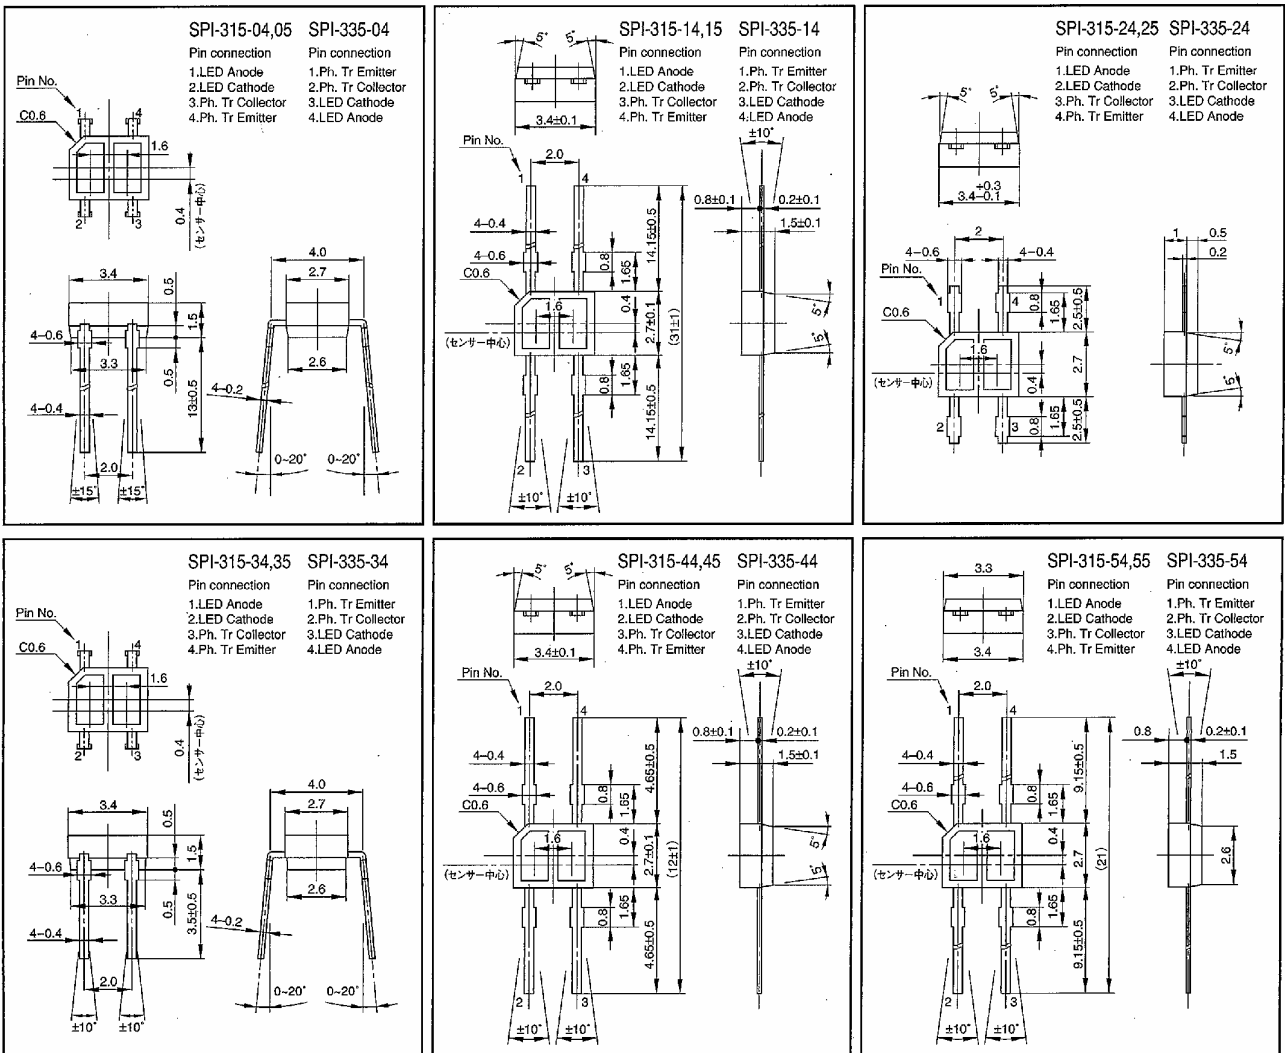 SPI-315-04,05 SPI-335-04
Pin connection Pin connection
1.LED Anode 1.Ph. Tr Emitter
2.LED Cathode 2.Ph. Tr Collector
3.Ph. Tr Collector 3.LED Cathode
4.Ph. Tr Emitter 4.LED Anode
Pin No.
1 4
C0.6
1.6
2 3
0.4
(センサー中心)
3.4
0.5
1.5
4-0.6
3.3
0.5
13±0.5
4-0.4
2.0
±15° ±15°
4.0
2.7
2.6
4-0.2
0~20° 0~20°
SPI-315-14,15 SPI-335-14
Pin connection Pin connection
1.LED Anode 1.Ph. Tr Emitter
2.LED Cathode 2.Ph. Tr Collector
3.Ph. Tr Collector 3.LED Cathode
4.Ph. Tr Emitter 4.LED Anode
5° 5°
3.4±0.1
±10°
Pin No.
2.0
1 4
0.8±0.1 0.2±0.1
1.5±0.1
4-0.4
4-0.6
0.8
1.65
14.15±0.5
C0.6
1.6
0.4
2.7±0.1
(31±1)
(センサー中心)
5°
5°
0.8
1.65
14.15±0.5
2 3
±10° ±10°
SPI-315-24,25 SPI-335-24
Pin connection Pin connection
1.LED Anode 1.Ph. Tr Emitter
2.LED Cathode 2.Ph. Tr Collector
3.Ph. Tr Collector 3.LED Cathode
4.Ph. Tr Emitter 4.LED Anode
5° 5°
+0.3
3.4-0.1
2
4-0.6 4-0.4
1 0.5
0.2
Pin No.
1 4
0.8
1.65
2.5±0.5
C0.6
1.6
2.7
0.4
(センサー中心)
5°
5°
2 3
0.8
1.65
2.5±0.5
SPI-315-34,35 SPI-335-34
Pin connection Pin connection
1.LED Anode 1.Ph. Tr Emitter
2.LED Cathode 2.Ph. Tr Collector
3.Ph. Tr Collector 3.LED Cathode
4.Ph. Tr Emitter 4.LED Anode
Pin No.
1 4
C0.6
1.6
2 3
0.4
(センサー中心)
3.4
0.5
1.5
4-0.6
3.3
0.5
3.5±0.5
4-0.4
2.0
±10° ±10°
4.0
2.7
2.6
4-0.2
0~20° 0~20°
SPI-315-44,45 SPI-335-44
Pin connection Pin connection
1.LED Anode 1.Ph. Tr Emitter
2.LED Cathode 2.Ph. Tr Collector
3.Ph. Tr Collector 3.LED Cathode
4.Ph. Tr Emitter 4.LED Anode
5° 5°
3.4±0.1
±10°
Pin No.
2.0
1 4
0.8±0.1 0.2±0.1
1.5±0.1
4-0.4
4-0.6
0.8
1.65
4.65±0.5
C0.6
1.6
0.4
2.7±0.1
(12±1)
(センサー中心)
5°
5°
0.8
1.65
4.65±0.5
2 3
±10° ±10°
SPI-315-54,55 SPI-335-54
Pin connection Pin connection
1.LED Anode 1.Ph. Tr Emitter
2.LED Cathode 2.Ph. Tr Collector
3.Ph. Tr Collector 3.LED Cathode
4.Ph. Tr Emitter 4.LED Anode
3.3
3.4
±10°
Pin No.
2.0
1 4
0.8 0.2±0.1
1.5
4-0.4
4-0.6
0.8
1.65
9.15±0.5
C0.6
1.6
0.4
2.7
(21)
2.6
(センサー中心)
0.8
1.65
9.15±0.5
2 3
±10° ±10°